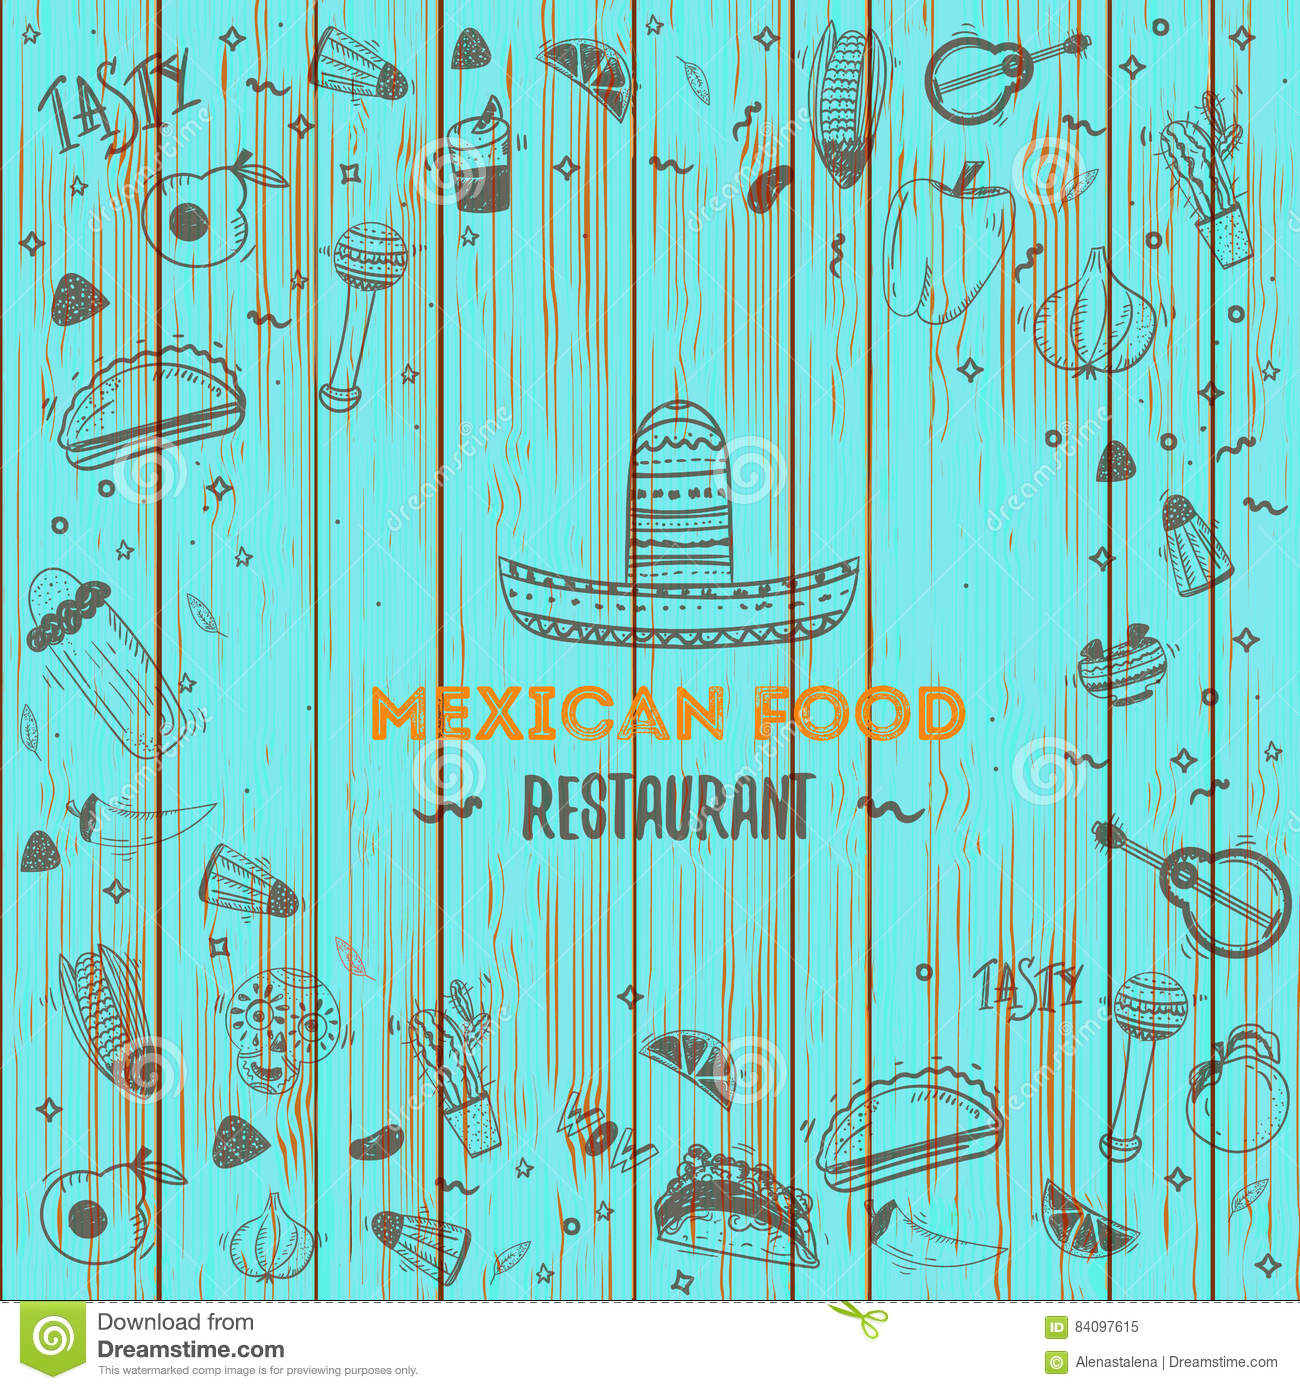 TASTY
MEXICAN FOOD
RESTAURANT
TASTY
WOW
Download from
Dreamstime.com
This watermarked comp image is for previewing purposes only.
ID 84097615
© Alenastalena | Dreamstime.com